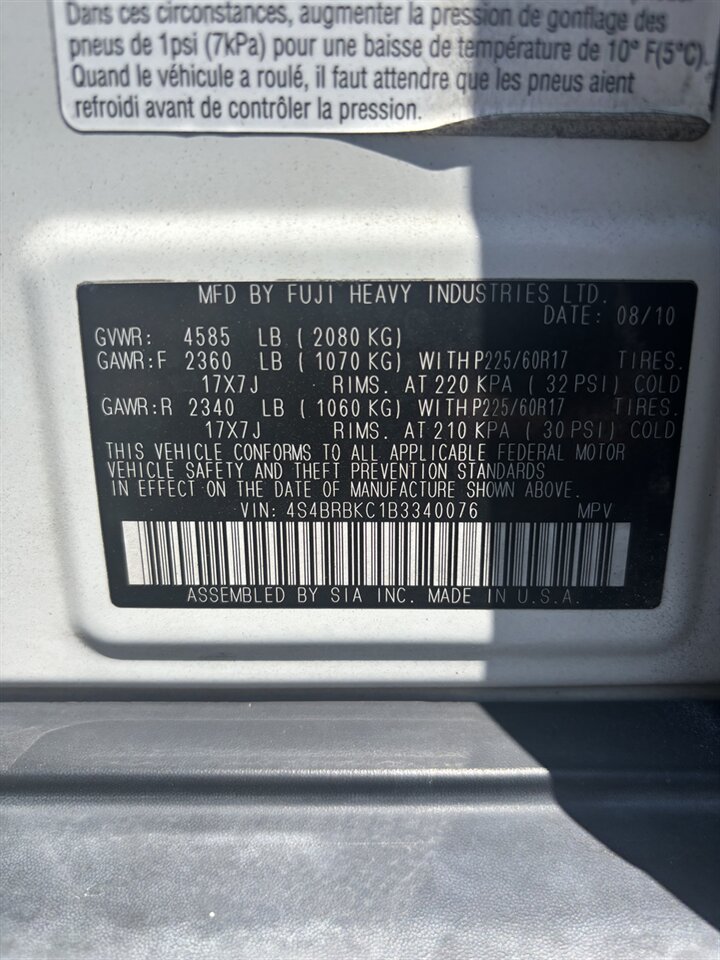 Dans ces circonstances, augmenter la pression de gonflage des
pneus de 1psi (7kPa) pour une baisse de température de 10° F(5°C).
Quand le véhicule a roulé, il faut attendre que les pneus aient
refroidi avant de contrôler la pression.
MFD BY FUJI HEAVY INDUSTRIES LTD.
DATE: 08/10
GVWR: 4585 LB ( 2080 KG)
GAWR:F 2360 LB ( 1070 KG) WITH P225/60R17 TIRES.
17X7J RIMS. AT 220 KPA ( 32 PSI) COLD
GAWR:R 2340 LB ( 1060 KG) WITH P225/60R17 TIRES.
17X7J RIMS. AT 210 KPA ( 30 PSI) COLD
THIS VEHICLE CONFORMS TO ALL APPLICABLE FEDERAL MOTOR
VEHICLE SAFETY AND THEFT PREVENTION STANDARDS
IN EFFECT ON THE DATE OF MANUFACTURE SHOWN ABOVE.
VIN: 4S4BRBKC1B3340076 MPV
ASSEMBLED BY SIA INC. MADE IN U.S.A.